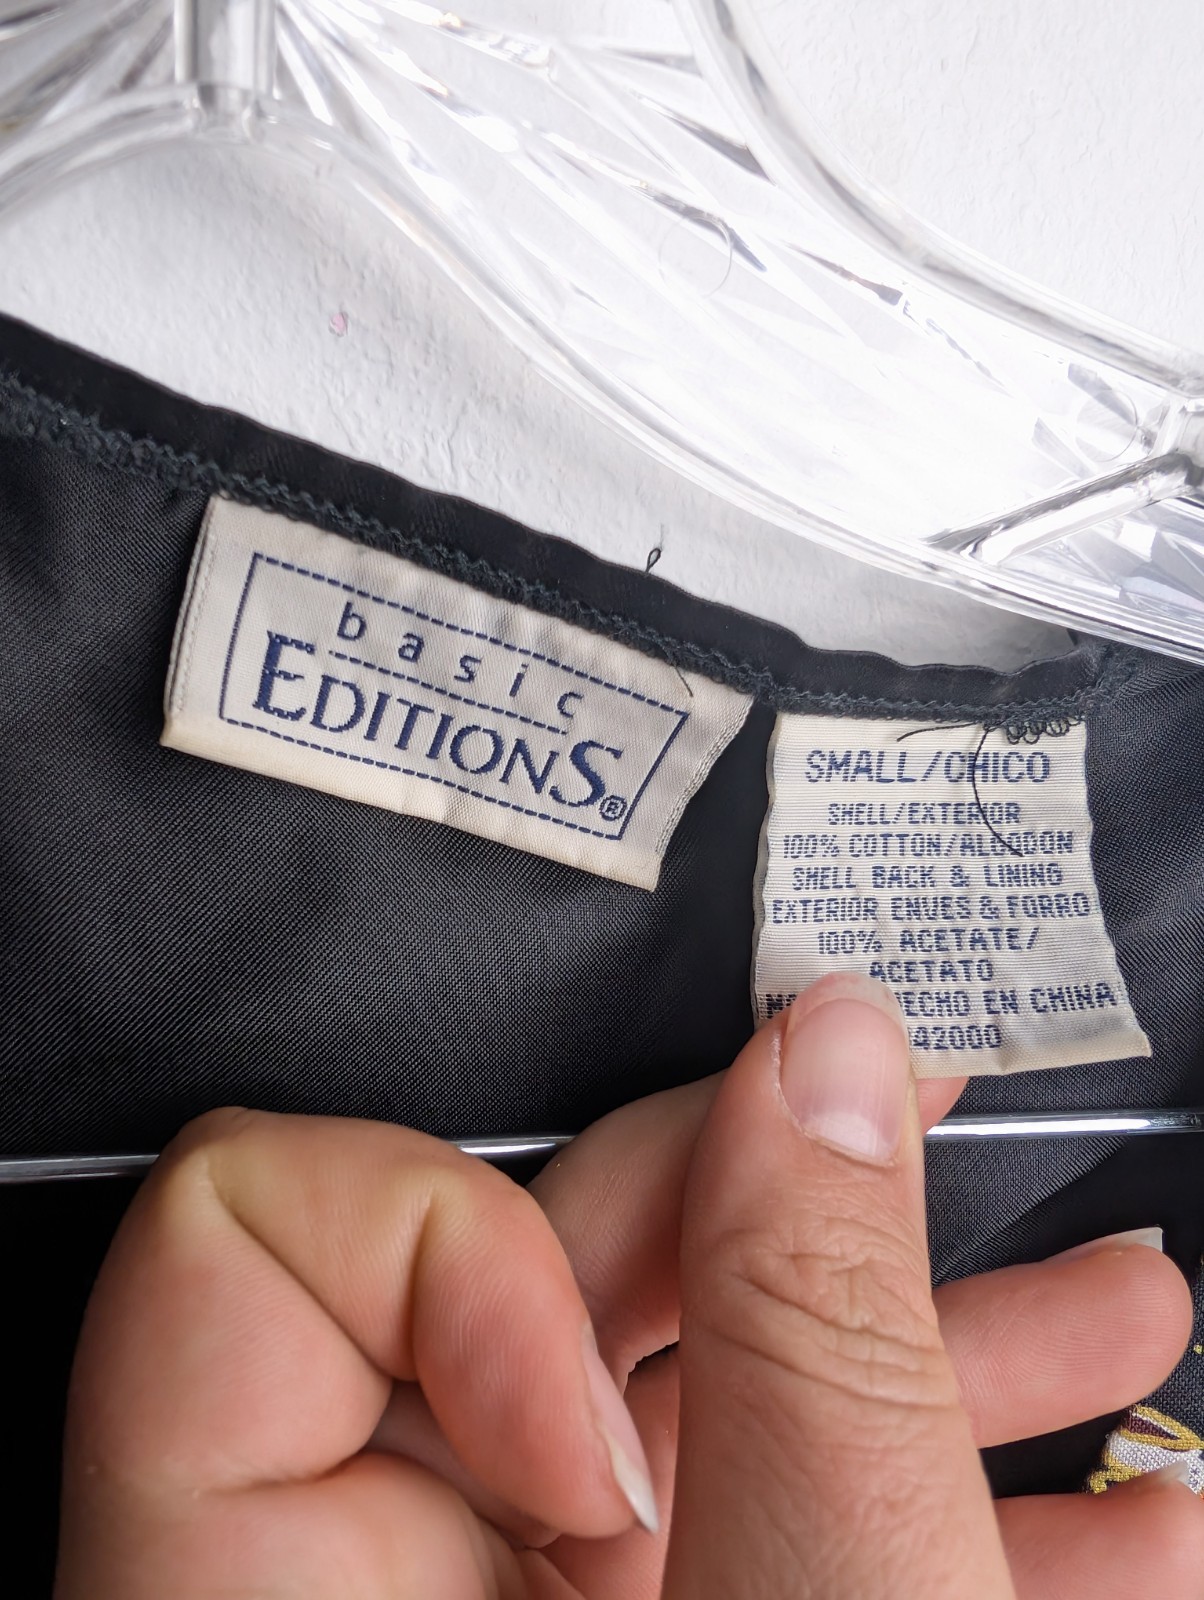 basic
EDITIONS®
SMALL/CHICO
SHELL/EXTERIOR
100% COTTON/ALGODON
SHELL BACK & LINING
EXTERIOR ENVES & FORRO
100% ACETATE/
ACETATO
HECHO EN CHINA
42000